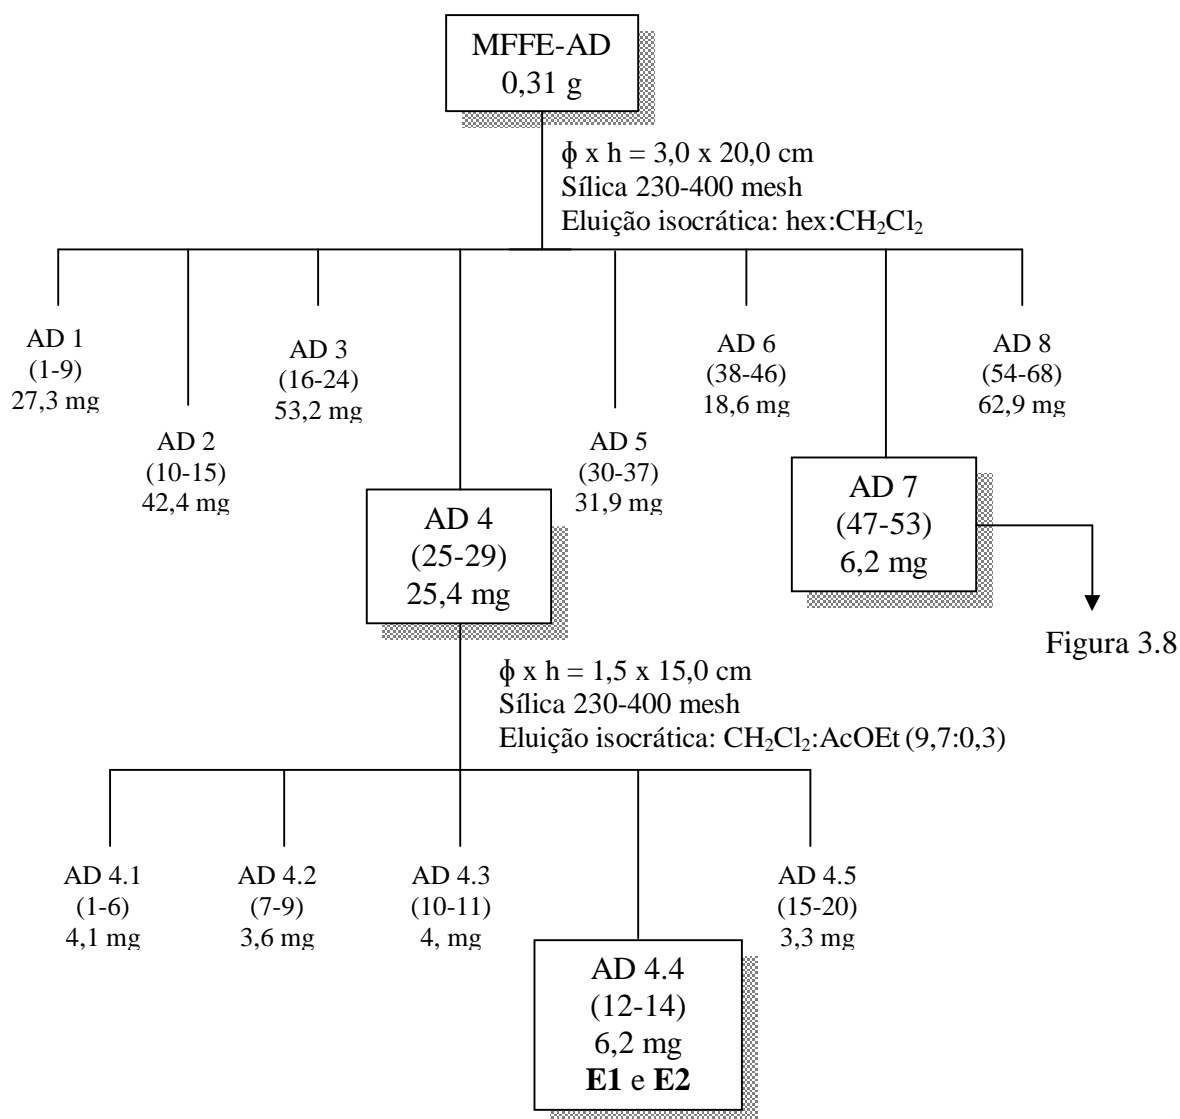 MFFE-AD
0,31 g
ϕ x h = 3,0 x 20,0 cm
Sílica 230-400 mesh
Eluição isocrática: hex:CH₂Cl₂
AD 1
(1-9)
27,3 mg
AD 2
(10-15)
42,4 mg
AD 3
(16-24)
53,2 mg
AD 4
(25-29)
25,4 mg
AD 5
(30-37)
31,9 mg
AD 6
(38-46)
18,6 mg
AD 7
(47-53)
6,2 mg
AD 8
(54-68)
62,9 mg
Figura 3.8
ϕ x h = 1,5 x 15,0 cm
Sílica 230-400 mesh
Eluição isocrática: CH₂Cl₂:AcOEt (9,7:0,3)
AD 4.1
(1-6)
4,1 mg
AD 4.2
(7-9)
3,6 mg
AD 4.3
(10-11)
4, mg
AD 4.4
(12-14)
6,2 mg
E1 e E2
AD 4.5
(15-20)
3,3 mg